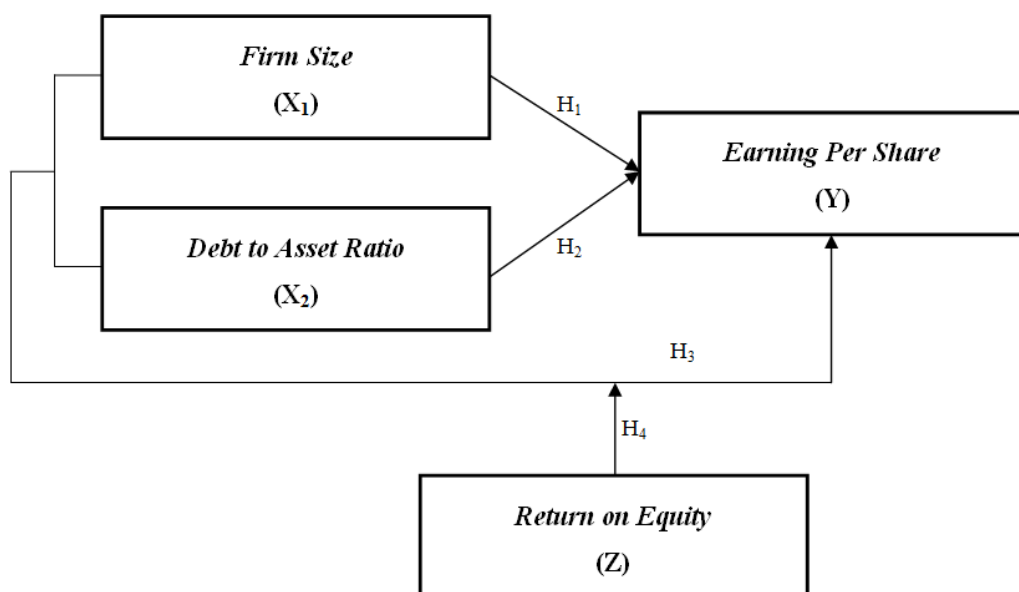 Firm Size
(X₁)
H₁
Earning Per Share
(Y)
Debt to Asset Ratio
(X₂)
H₂
H₃
H₄
Return on Equity
(Z)